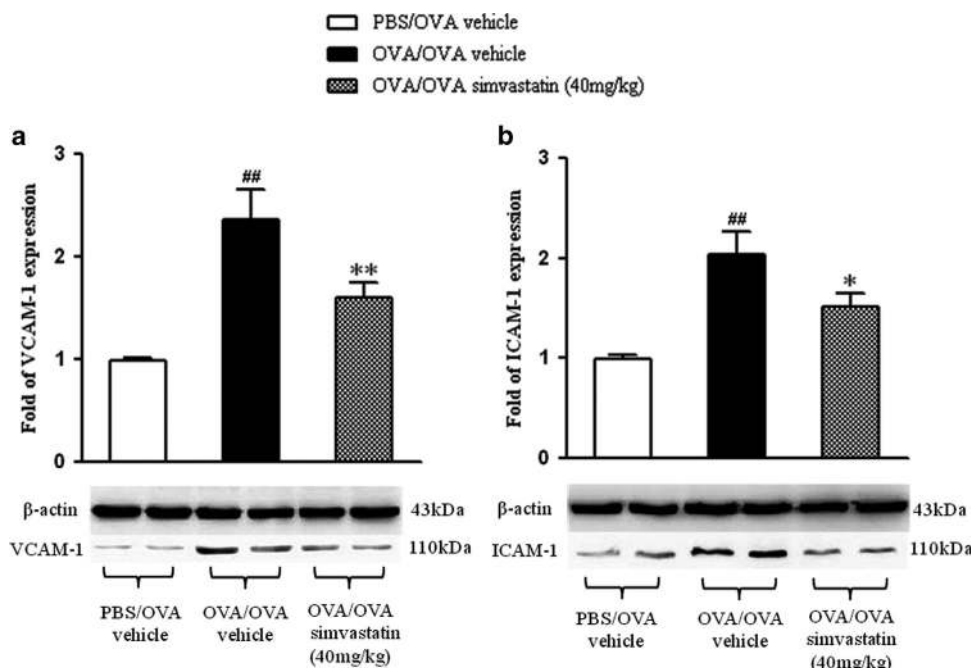 PBS/OVA vehicle
OVA/OVA vehicle
OVA/OVA simvastatin (40mg/kg)
a
Fold of VCAM-1 expression
3
2
1
0
##
**
β-actin
43kDa
VCAM-1
110kDa
PBS/OVA
vehicle
OVA/OVA
vehicle
OVA/OVA
simvastatin
(40mg/kg)
b
Fold of ICAM-1 expression
3
2
1
0
##
*
β-actin
43kDa
ICAM-1
110kDa
PBS/OVA
vehicle
OVA/OVA
vehicle
OVA/OVA
simvastatin
(40mg/kg)